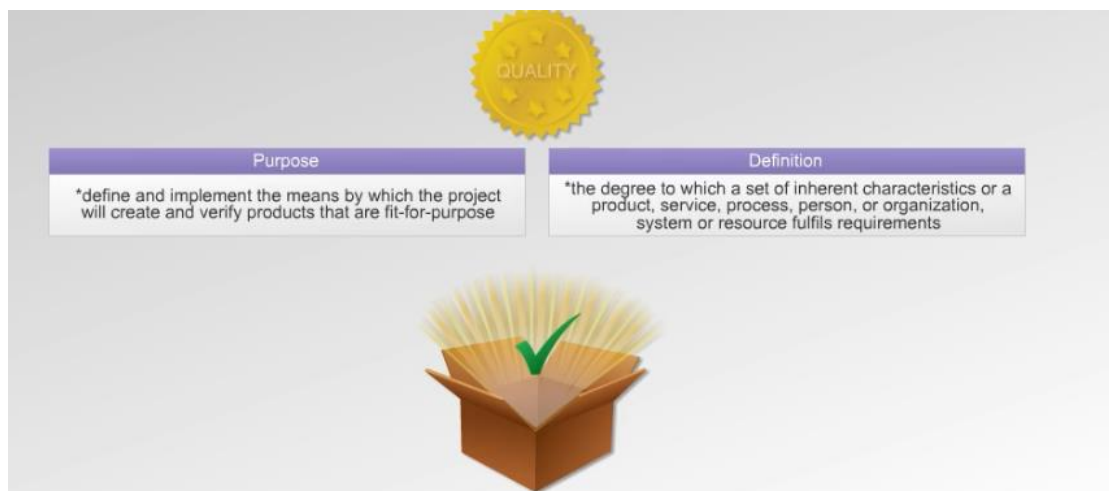 QUALITY
Purpose
*define and implement the means by which the project
will create and verify products that are fit-for-purpose
Definition
*the degree to which a set of inherent characteristics or a
product, service, process, person, or organization,
system or resource fulfils requirements